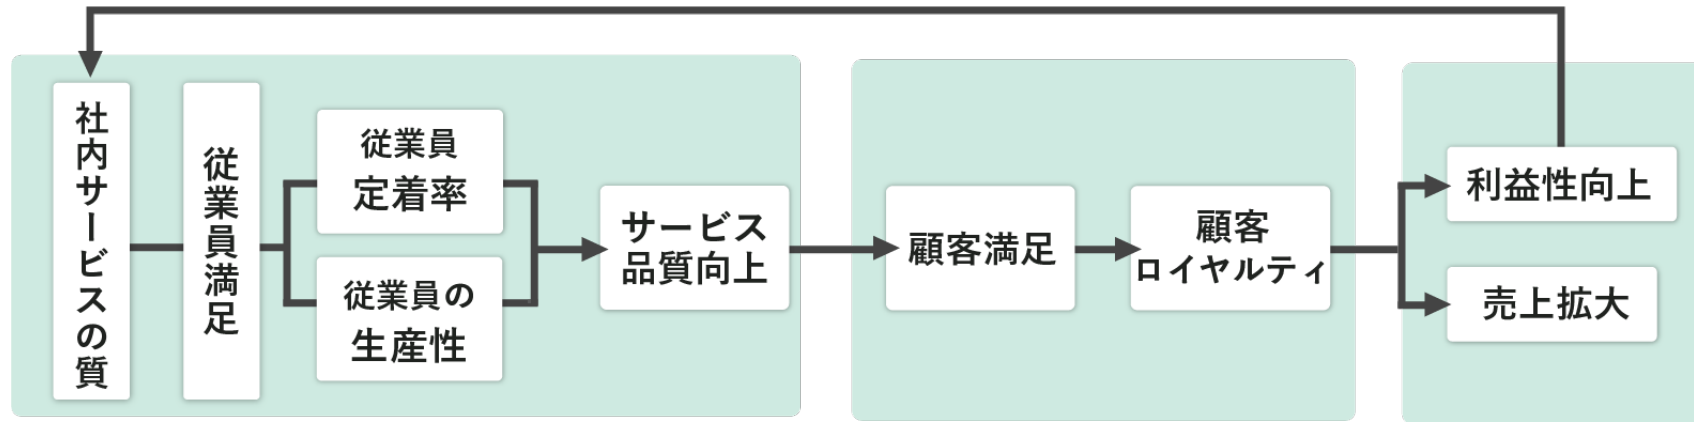 社内サービスの質
従業員満足
従業員
定着率
従業員の
生産性
サービス
品質向上
顧客満足
顧客
ロイヤルティ
利益性向上
売上拡大